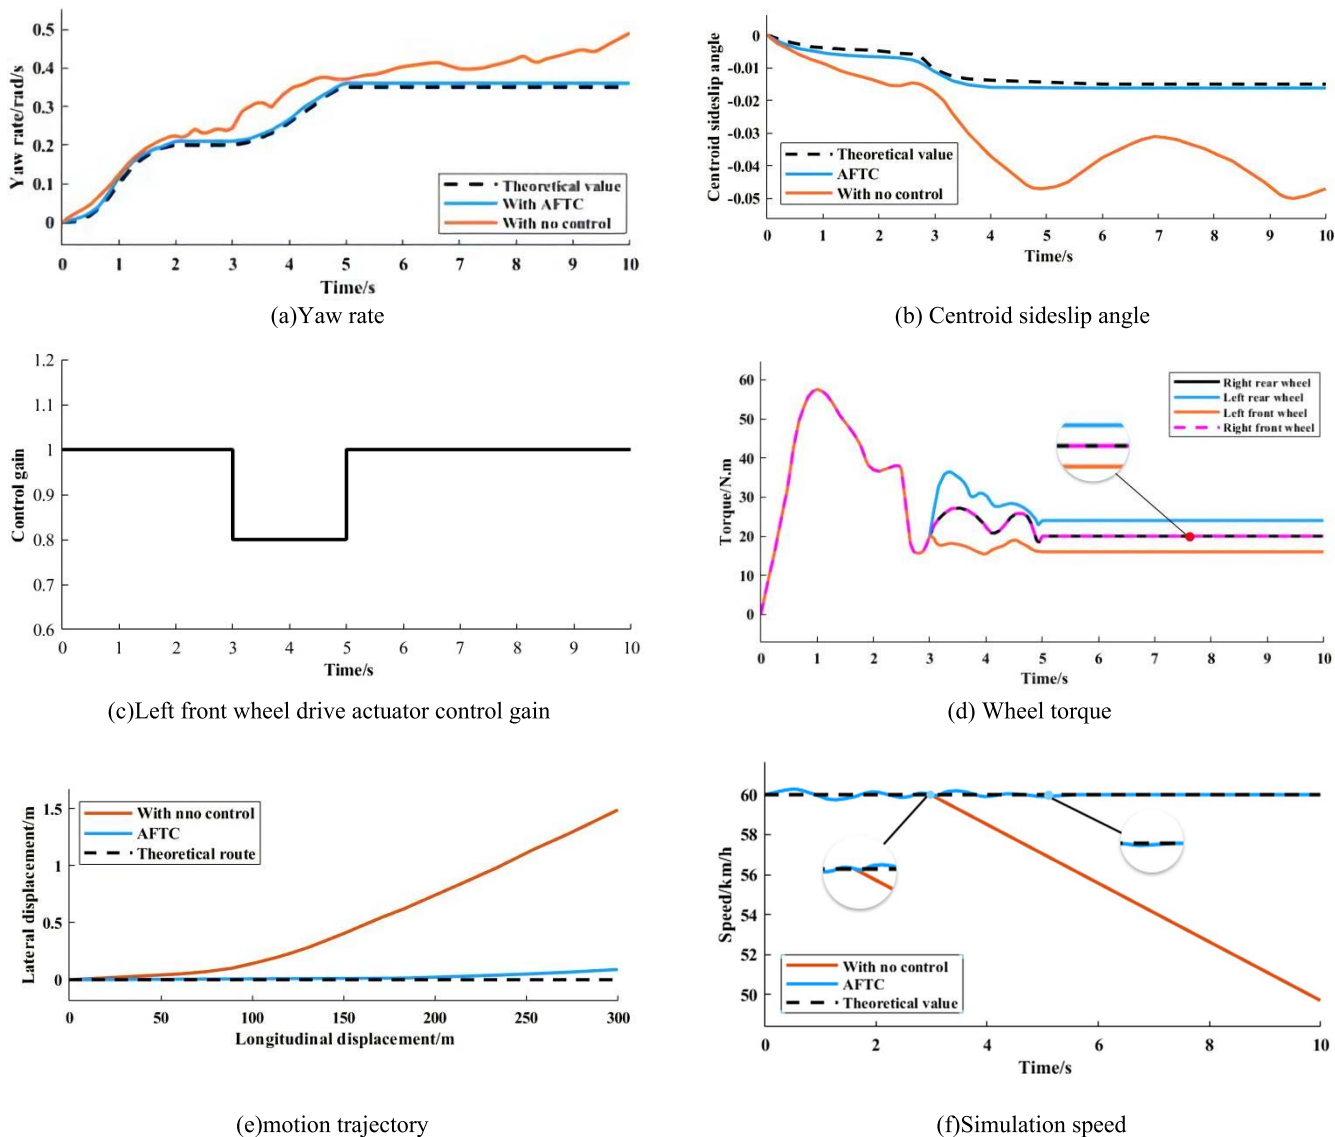 0.5
0.4
0.3
0.2
0.1
0
Yaw rate/rad/s
Theoretical value
With AFTC
With no control
0 1 2 3 4 5 6 7 8 9 10
Time/s
(a)Yaw rate
0
-0.01
-0.02
-0.03
-0.04
-0.05
Centroid sideslip angle
Theoretical value
AFTC
With no control
0 1 2 3 4 5 6 7 8 9 10
Time/s
(b) Centroid sideslip angle
1.2
1.1
1
0.9
0.8
0.7
0.6
Control gain
0 1 2 3 4 5 6 7 8 9 10
Time/s
(c)Left front wheel drive actuator control gain
60
50
40
30
20
10
0
Torque/N.m
Right rear wheel
Left rear wheel
Left front wheel
Right front wheel
0 1 2 3 4 5 6 7 8 9 10
Time/s
(d) Wheel torque
1.5
1
0.5
0
Lateral displacement/m
With nno control
AFTC
Theoretical route
0 50 100 150 200 250 300
Longitudinal displacement/m
(e)motion trajectory
60
58
56
54
52
50
Speed/km/h
With no control
AFTC
Theoretical value
0 2 4 6 8 10
Time/s
(f)Simulation speed